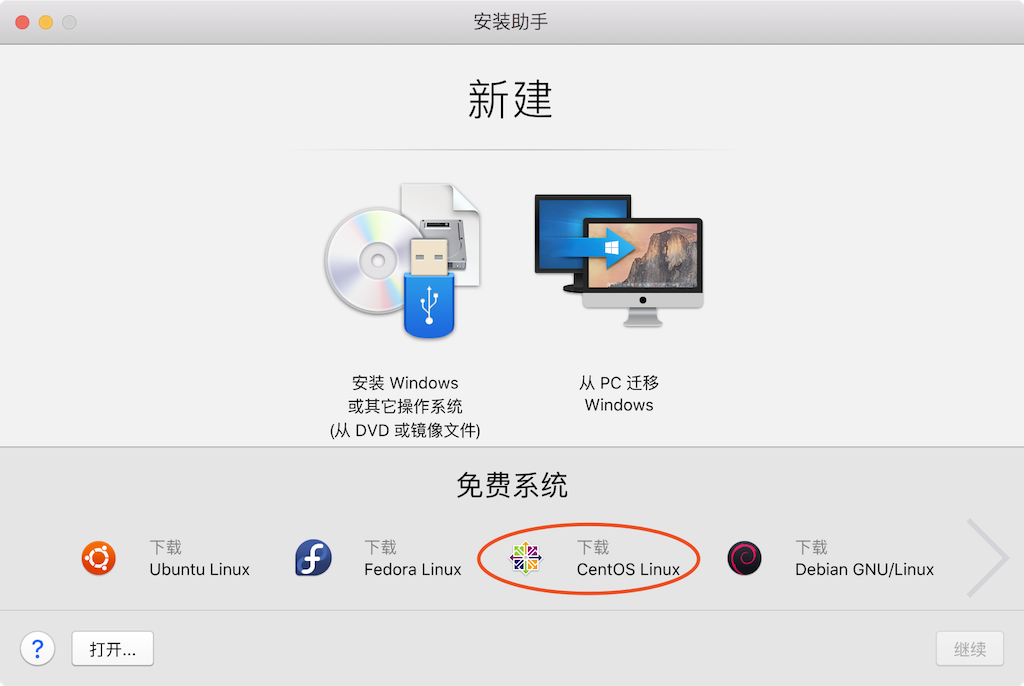 安装助手
新建
安装 Windows
或其它操作系统
(从 DVD 或镜像文件)
从 PC 迁移
Windows
免费系统
下载
Ubuntu Linux
下载
Fedora Linux
下载
CentOS Linux
下载
Debian GNU/Linux
?
打开...
继续